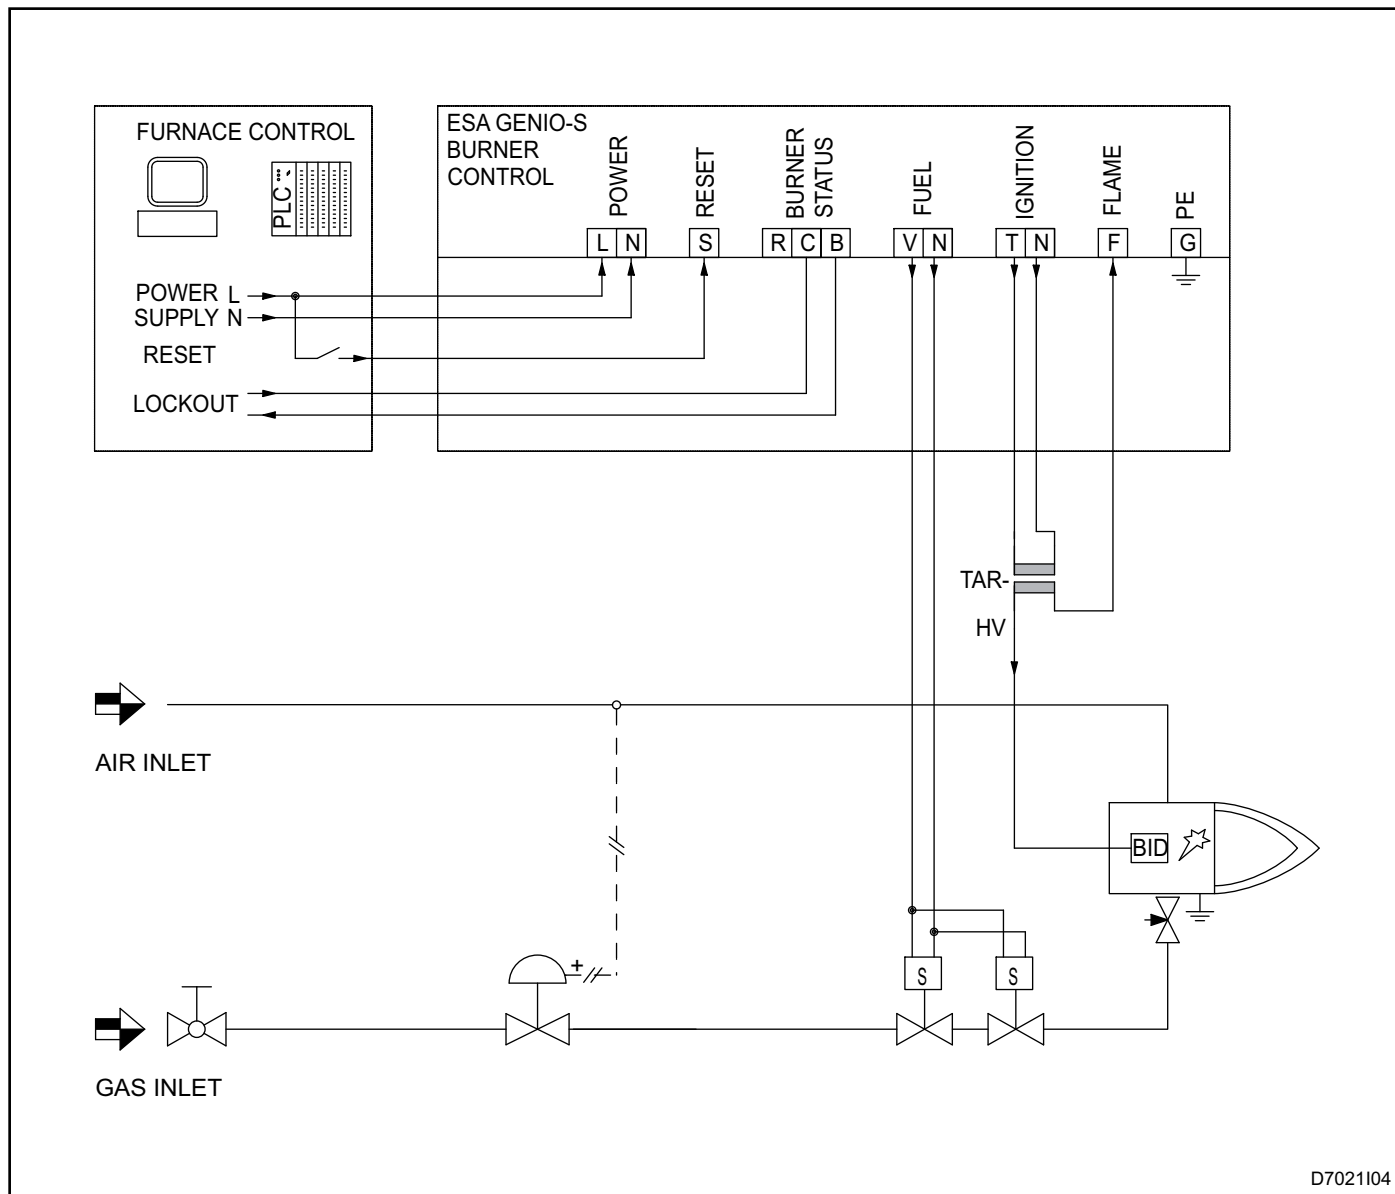 FURNACE CONTROL
PLC
ESA GENIO-S
BURNER
CONTROL
POWER
RESET
BURNER
STATUS
FUEL
IGNITION
FLAME
PE
L N S R C B V N T N F G
POWER L
SUPPLY N
RESET
LOCKOUT
TAR-
HV
AIR INLET
BID
+
S S
GAS INLET
D7021I04